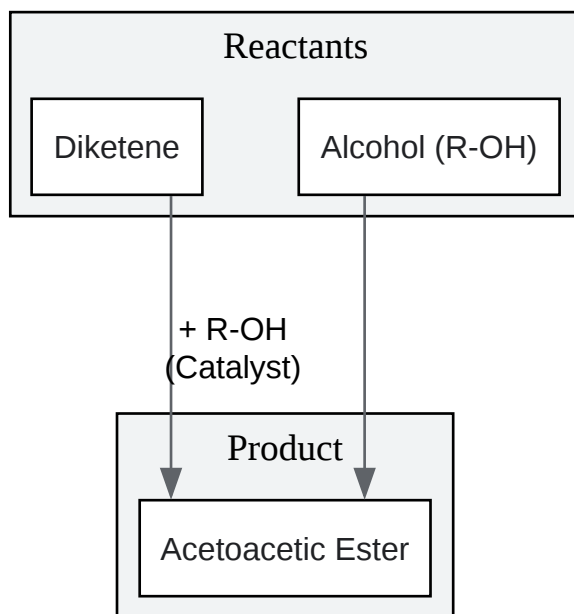 Reactants
Diketene
Alcohol (R-OH)
+ R-OH
(Catalyst)
Product
Acetoacetic Ester